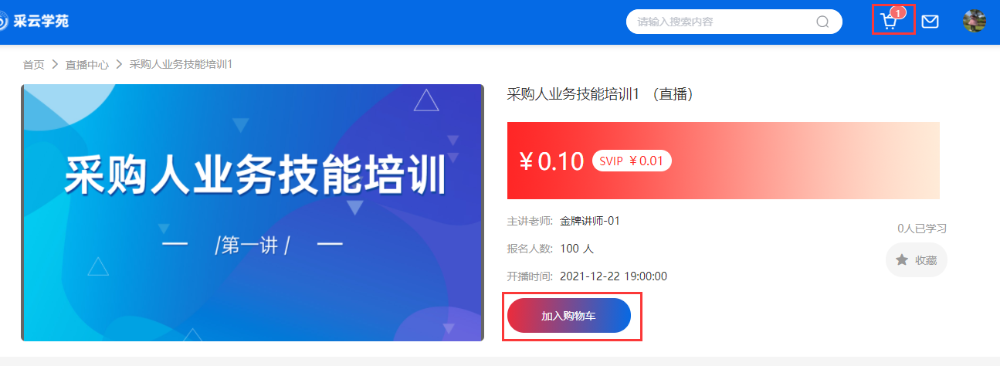 采云学苑
请输入搜索内容
1
首页 > 直播中心 > 采购人业务技能培训1
采购人业务技能培训
/第一讲 /
采购人业务技能培训1 （直播）
￥0.10 SVIP ￥0.01
主讲老师: 金牌讲师-01
0人已学习
报名人数: 100 人
收藏
开播时间: 2021-12-22 19:00:00
加入购物车